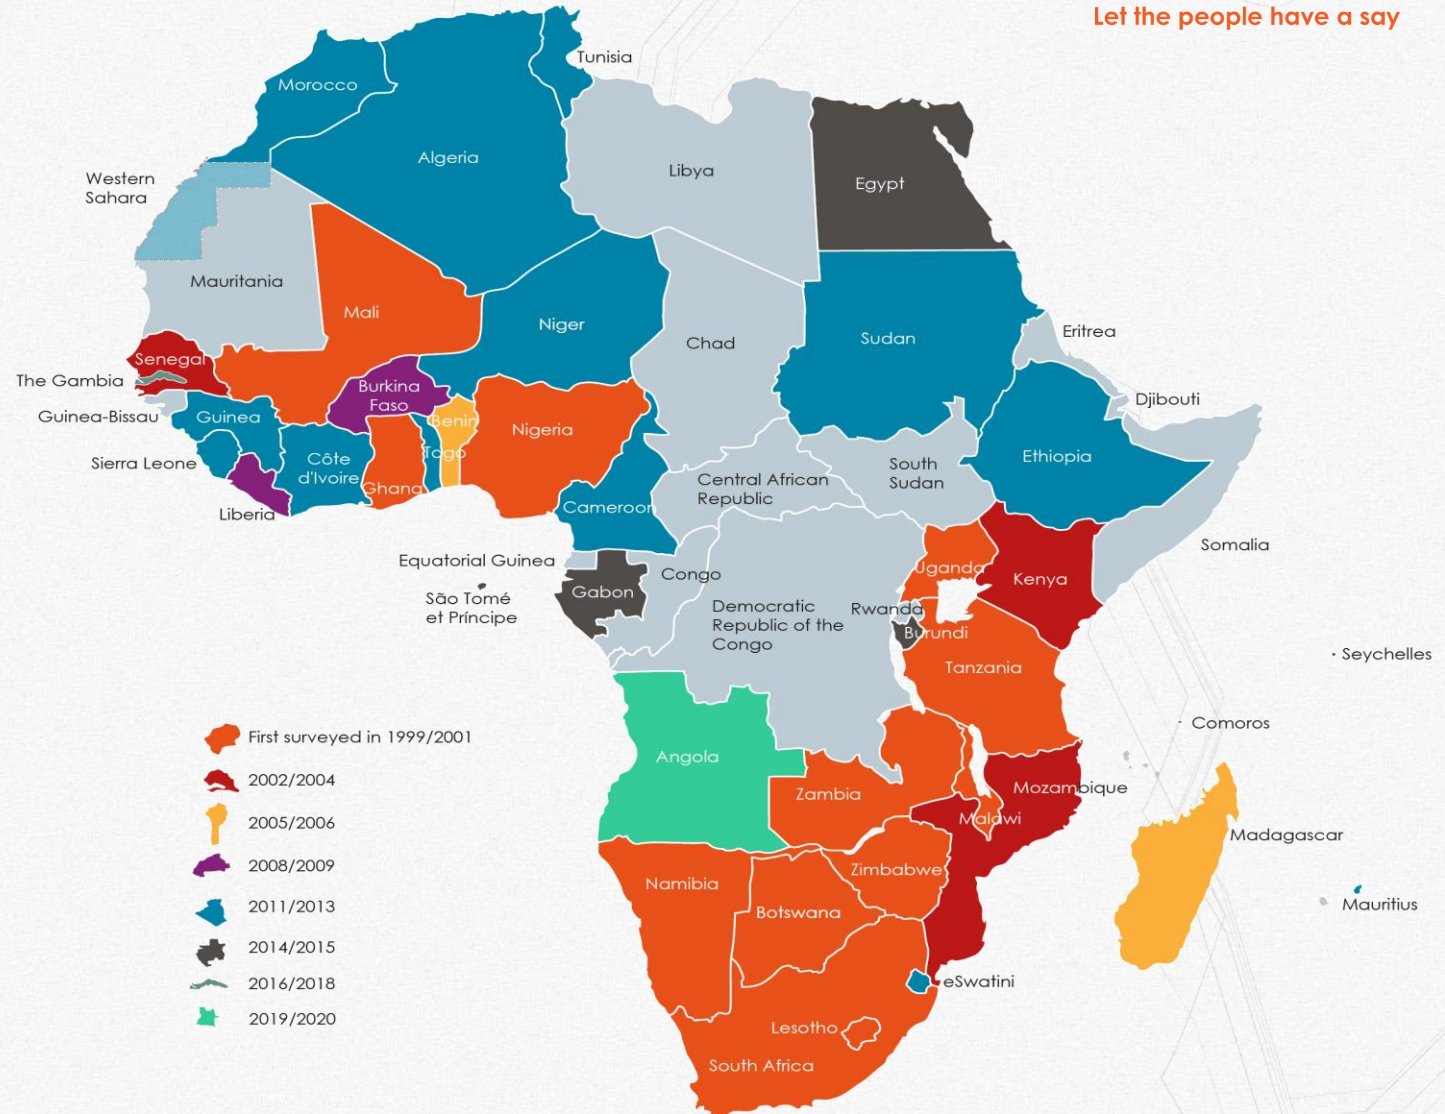 Let the people have a say
Tunisia
Morocco
Algeria
Libya
Egypt
Western
Sahara
Mauritania
Mali
Niger
Chad
Sudan
Eritrea
Senegal
The Gambia
Burkina
Faso
Djibouti
Guinea-Bissau
Guinea
Benin
Nigeria
Togo
Ethiopia
Sierra Leone
Côte
d'Ivoire
Ghana
South
Sudan
Central African
Republic
Liberia
Cameroon
Somalia
Equatorial Guinea
Congo
Uganda
Kenya
São Tomé
et Príncipe
Gabon
Democratic
Republic of the
Congo
Rwanda
Burundi
Seychelles
Tanzania
Comoros
First surveyed in 1999/2001
Angola
2002/2004
Zambia
Mozambique
Malawi
2005/2006
Madagascar
2008/2009
Zimbabwe
Namibia
Botswana
2011/2013
Mauritius
2014/2015
2016/2018
eSwatini
2019/2020
Lesotho
South Africa